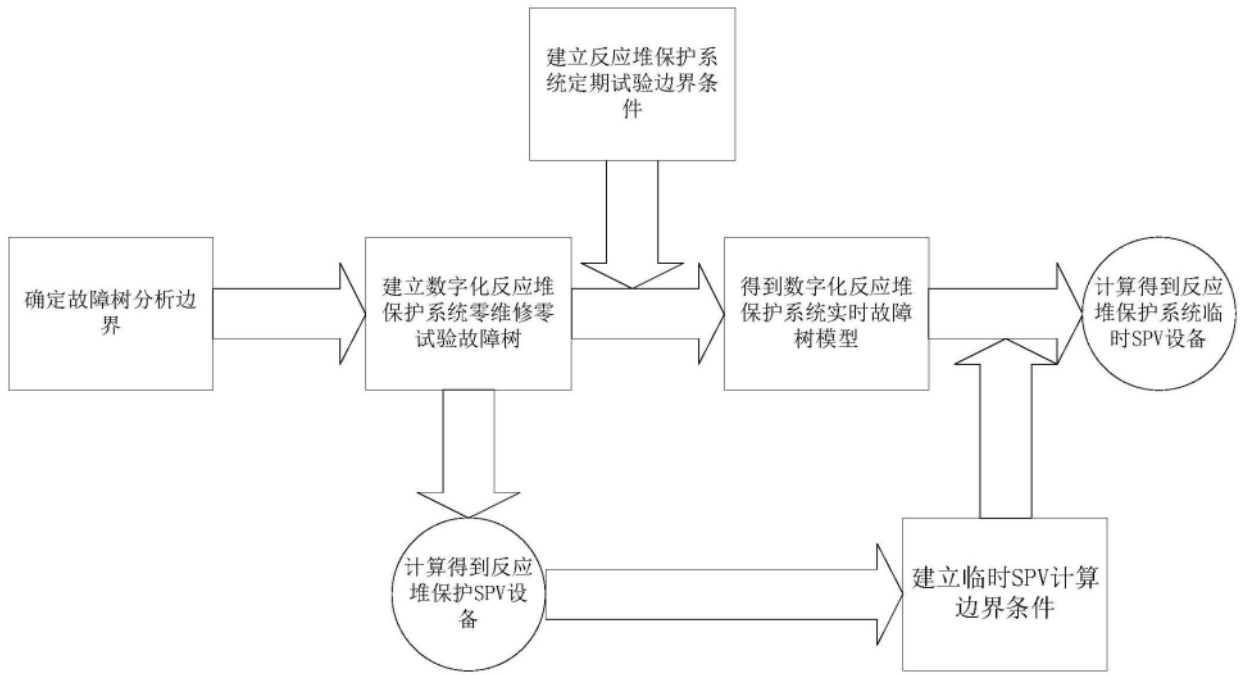 建立反应堆保护系
统定期试验边界条
件
确定故障树分析边
界
建立数字化反应堆
保护系统零维修零
试验故障树
得到数字化反应堆
保护系统实时故障
树模型
计算得到反应
堆保护系统临
时SPV设备
计算得到反应
堆保护SPV设
备
建立临时SPV计算
边界条件